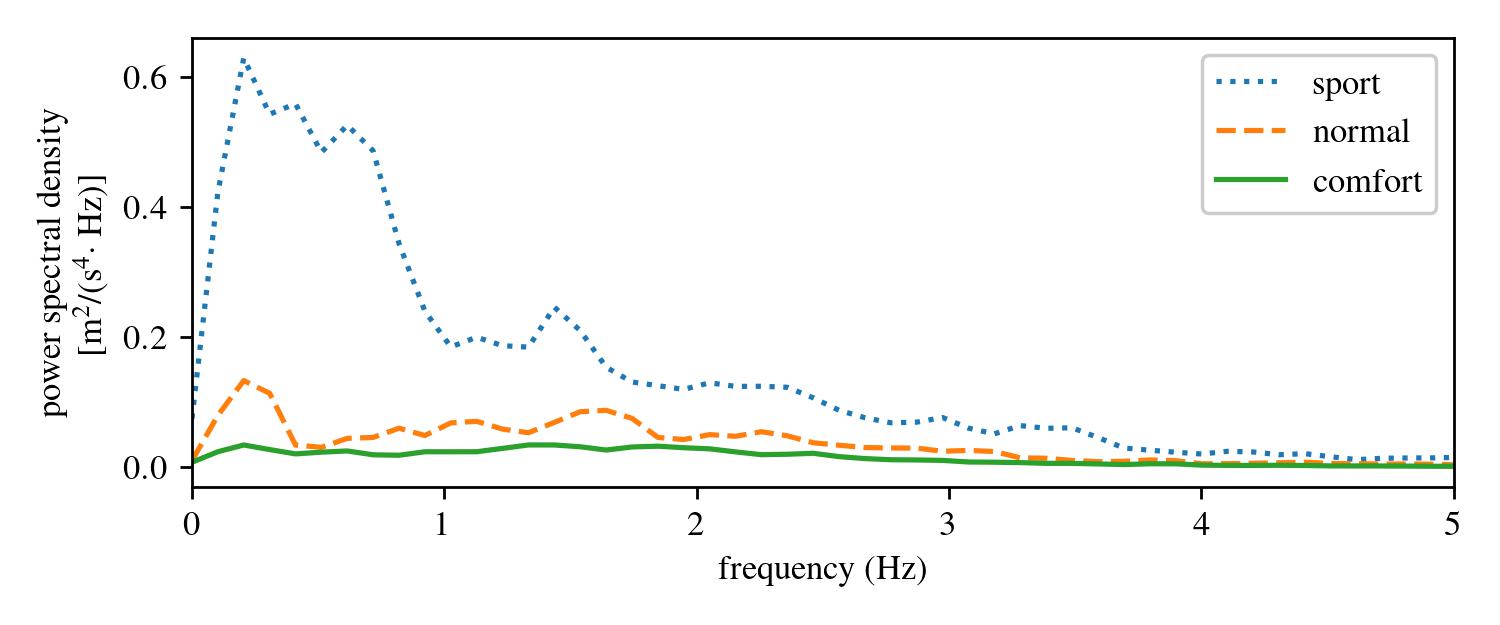 power spectral density
[m²/(s⁴· Hz)]
0.6
0.4
0.2
0.0
0 1 2 3 4 5
frequency (Hz)
sport
normal
comfort